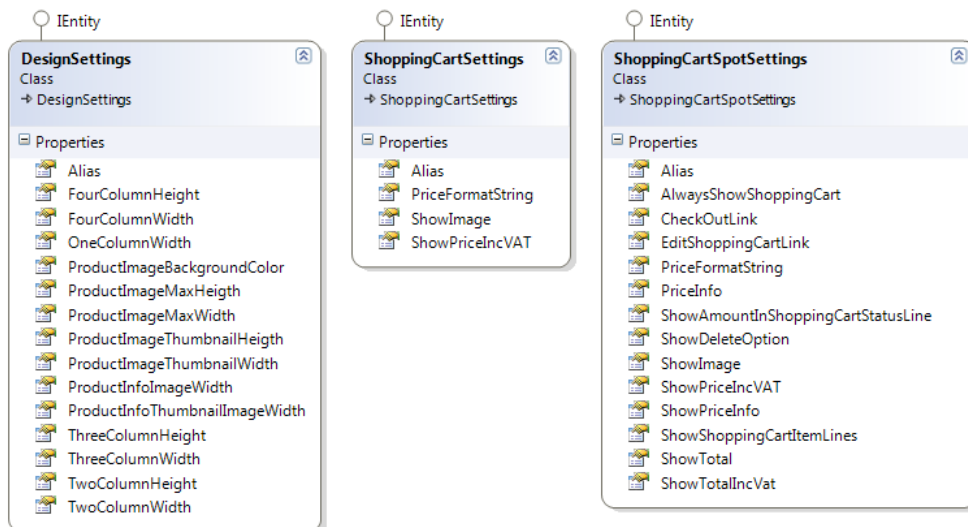 IEntity
DesignSettings
Class
DesignSettings
Properties
Alias
FourColumnHeight
FourColumnWidth
OneColumnWidth
ProductImageBackgroundColor
ProductImageMaxHeigth
ProductImageMaxWidth
ProductImageThumbnailHeigth
ProductImageThumbnailWidth
ProductInfoImageWidth
ProductInfoThumbnailImageWidth
ThreeColumnHeight
ThreeColumnWidth
TwoColumnHeight
TwoColumnWidth
IEntity
ShoppingCartSettings
Class
ShoppingCartSettings
Properties
Alias
PriceFormatString
ShowImage
ShowPriceIncVAT
IEntity
ShoppingCartSpotSettings
Class
ShoppingCartSpotSettings
Properties
Alias
AlwaysShowShoppingCart
CheckOutLink
EditShoppingCartLink
PriceFormatString
PriceInfo
ShowAmountInShoppingCartStatusLine
ShowDeleteOption
ShowImage
ShowPriceIncVAT
ShowPriceInfo
ShowShoppingCartItemLines
ShowTotal
ShowTotalIncVat